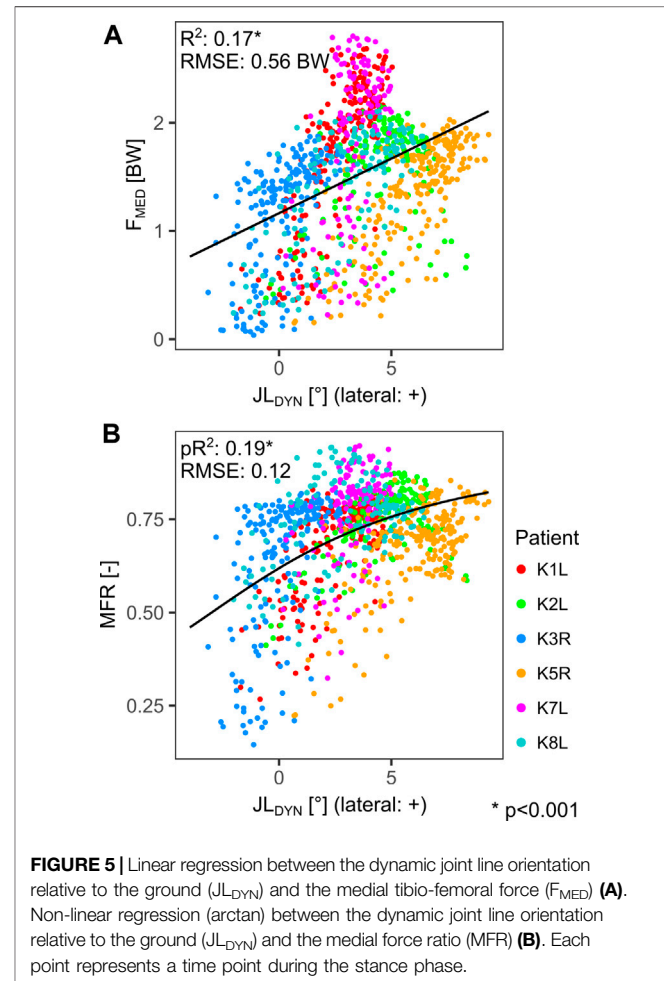 A
R²: 0.17*
RMSE: 0.56 BW
F_MED [BW]
2
1
0
0 5
JL_DYN [°] (lateral: +)
B
pR²: 0.19*
RMSE: 0.12
MFR [-]
0.75
0.50
0.25
0 5
JL_DYN [°] (lateral: +)
Patient
K1L
K2L
K3R
K5R
K7L
K8L
* p<0.001
FIGURE 5 | Linear regression between the dynamic joint line orientation
relative to the ground (JL_DYN) and the medial tibio-femoral force (F_MED) (A).
Non-linear regression (arctan) between the dynamic joint line orientation
relative to the ground (JL_DYN) and the medial force ratio (MFR) (B). Each
point represents a time point during the stance phase.